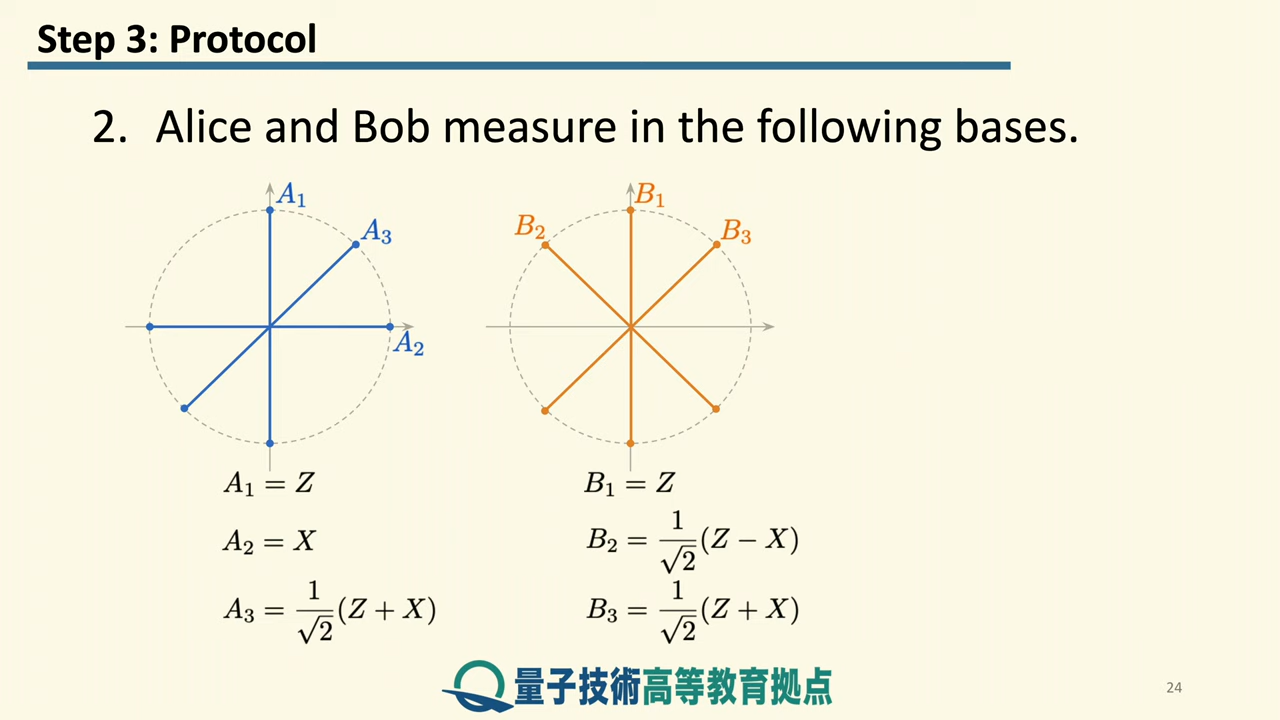 Step 3: Protocol
2. Alice and Bob measure in the following bases.
A₁
A₃
A₂
B₁
B₂
B₃
A₁ = Z
A₂ = X
A₃ = 1/√2 (Z + X)
B₁ = Z
B₂ = 1/√2 (Z − X)
B₃ = 1/√2 (Z + X)
量子技術高等教育拠点
24